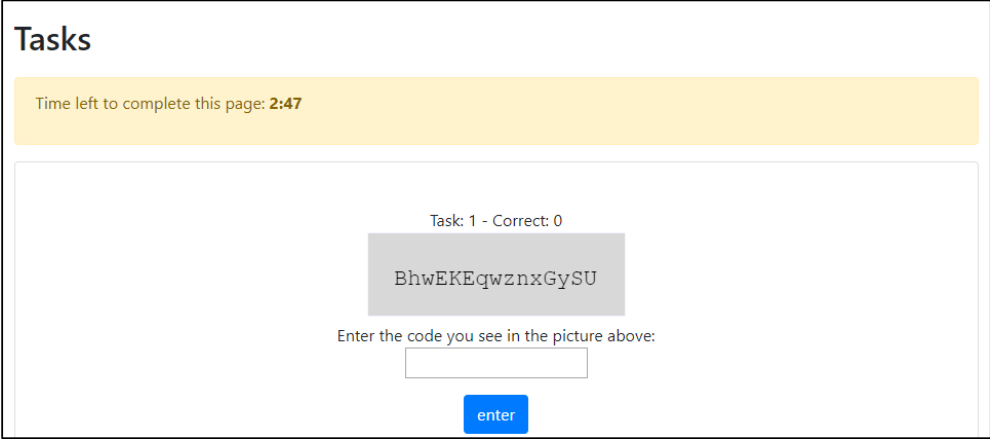 Tasks
Time left to complete this page: 2:47
Task: 1 - Correct: 0
BhwEKEqwznxGySU
Enter the code you see in the picture above:
enter